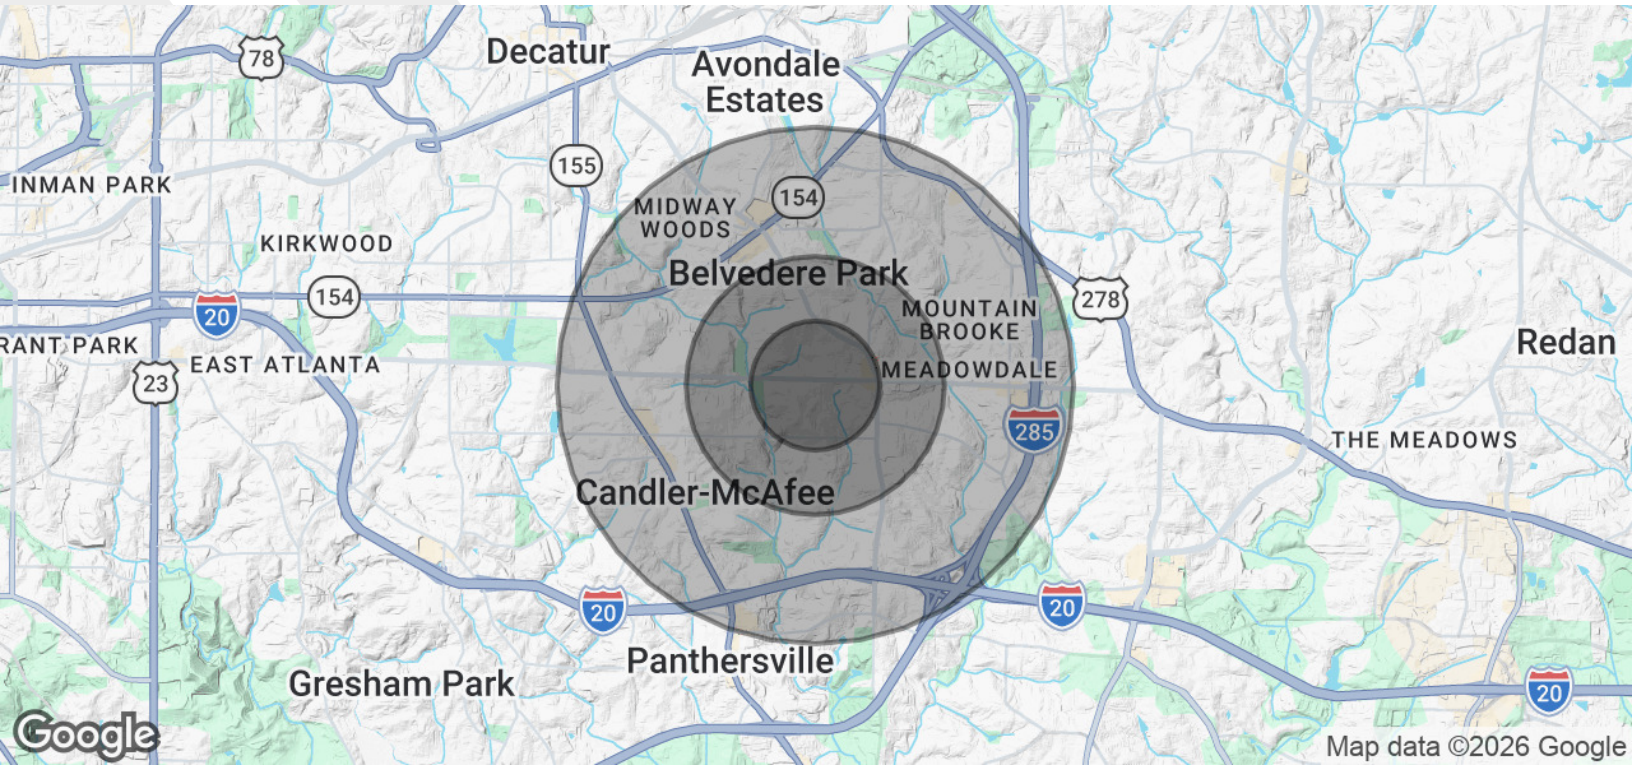 78
Decatur
Avondale
Estates
155
INMAN PARK
154
MIDWAY
WOODS
KIRKWOOD
Belvedere Park
154
20
278
MOUNTAIN
BROOKE
RANT PARK
EAST ATLANTA
23
MEADOWDALE
Redan
285
THE MEADOWS
Candler-McAfee
20
20
Panthersville
Gresham Park
20
Google
Map data ©2026 Google